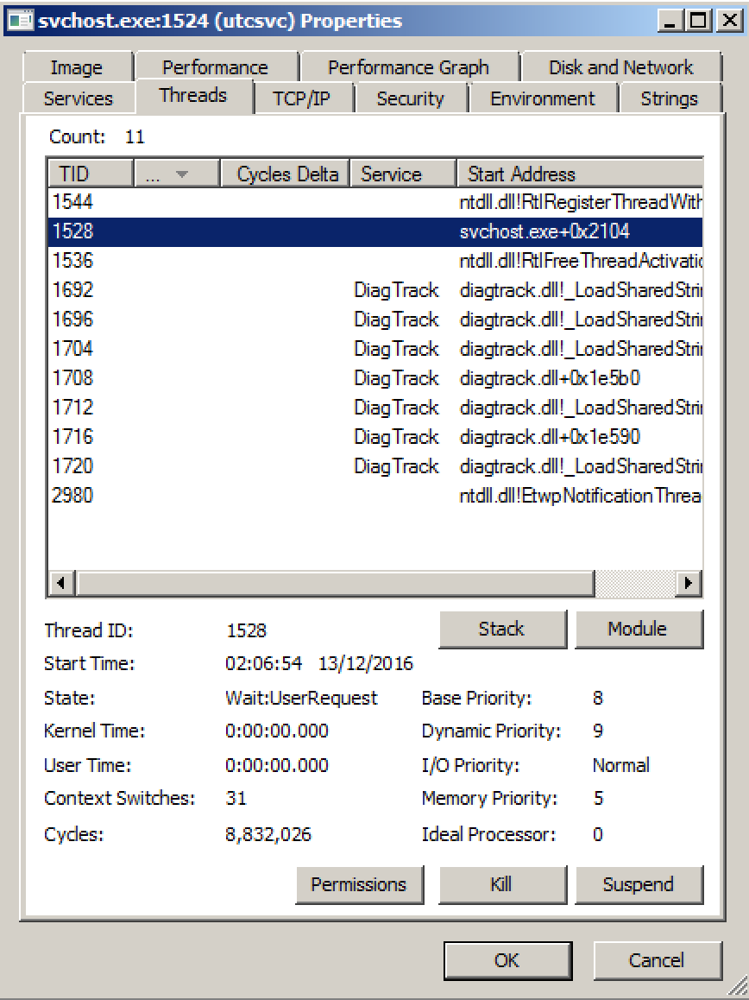 svchost.exe:1524 (utcsvc) Properties
Image Performance Performance Graph Disk and Network
Services Threads TCP/IP Security Environment Strings
Count: 11
TID ... Cycles Delta Service Start Address
1544 ntdll.dll!RtlRegisterThreadWith
1528 svchost.exe+0x2104
1536 ntdll.dll!RtlFreeThreadActivatio
1692 DiagTrack diagtrack.dll!_LoadSharedStrin
1696 DiagTrack diagtrack.dll!_LoadSharedStrin
1704 DiagTrack diagtrack.dll!_LoadSharedStrin
1708 DiagTrack diagtrack.dll+0x1e5b0
1712 DiagTrack diagtrack.dll!_LoadSharedStrin
1716 DiagTrack diagtrack.dll+0x1e590
1720 DiagTrack diagtrack.dll!_LoadSharedStrin
2980 ntdll.dll!EtwpNotificationThrea
Thread ID: 1528 Stack Module
Start Time: 02:06:54 13/12/2016
State: Wait:UserRequest Base Priority: 8
Kernel Time: 0:00:00.000 Dynamic Priority: 9
User Time: 0:00:00.000 I/O Priority: Normal
Context Switches: 31 Memory Priority: 5
Cycles: 8,832,026 Ideal Processor: 0
Permissions Kill Suspend
OK Cancel